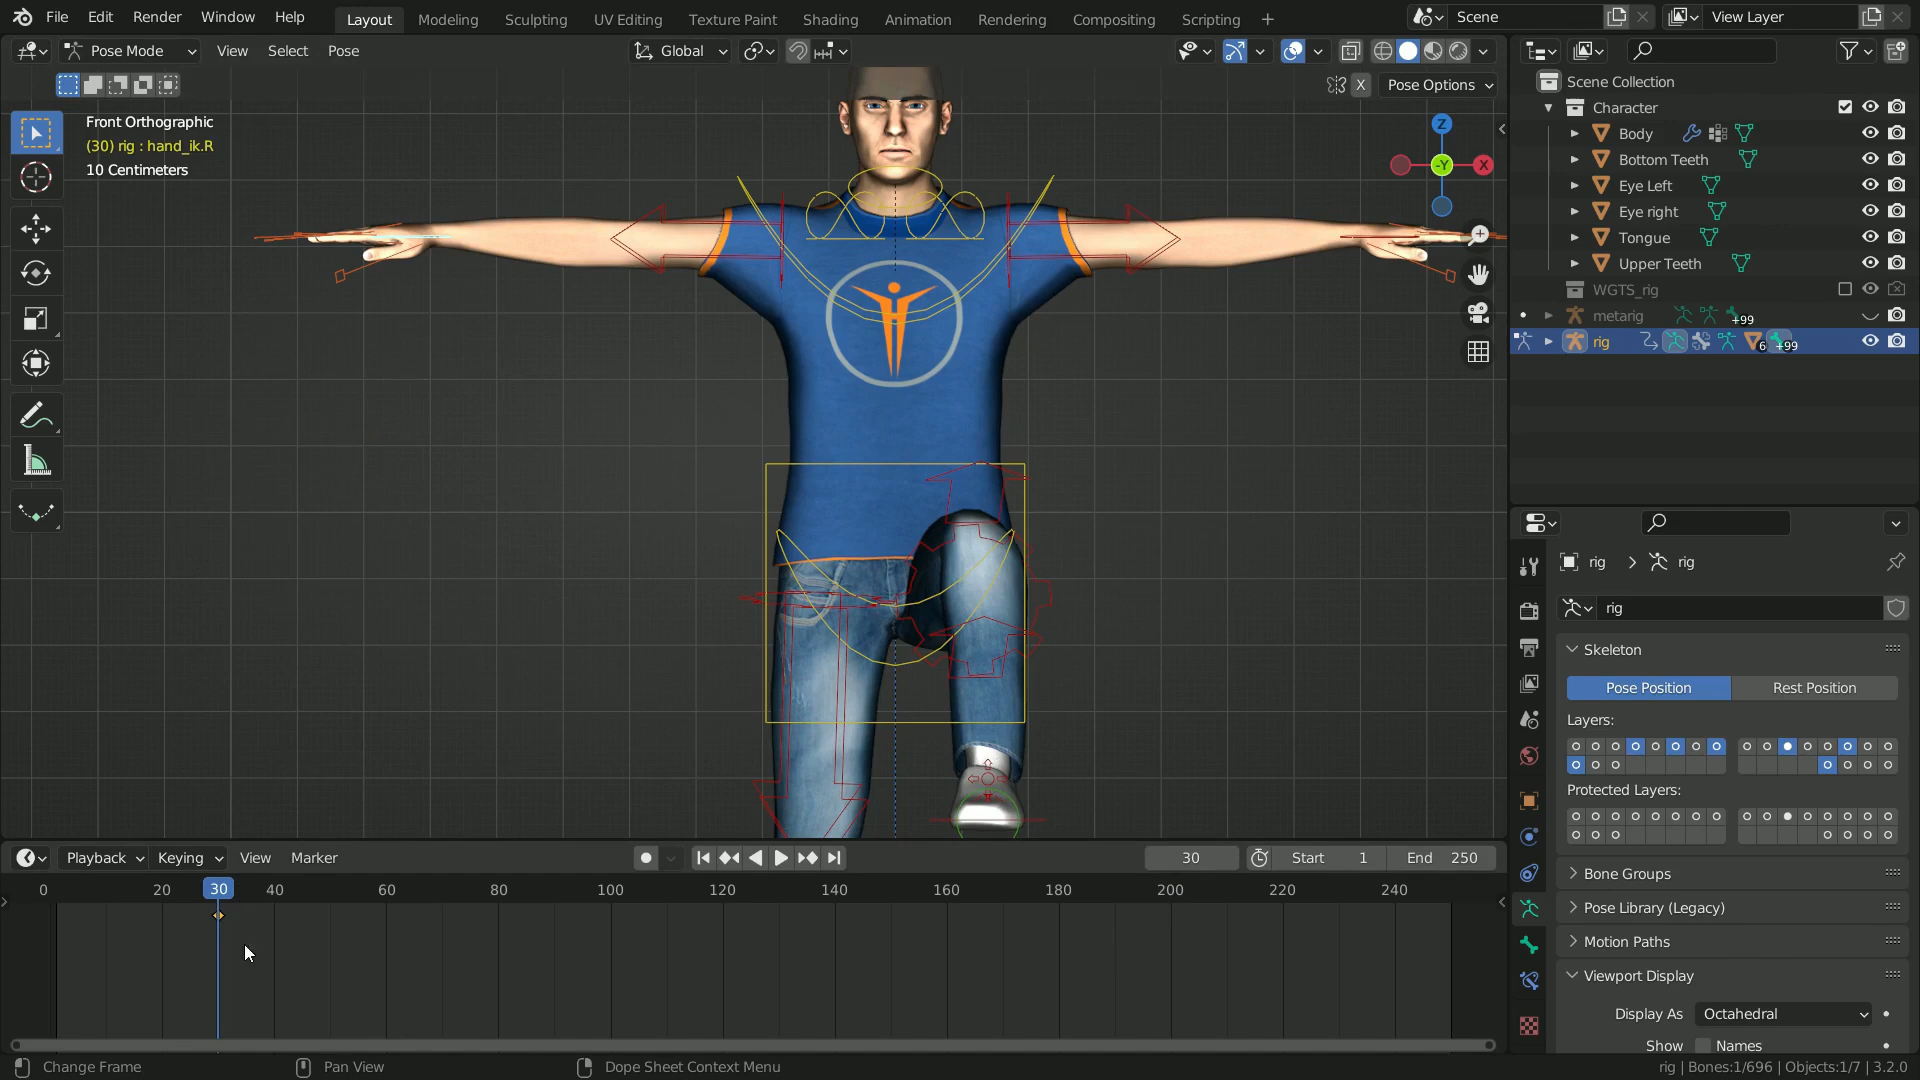 File Edit Render Window Help Layout Modeling Sculpting UV Editing Texture Paint Shading Animation Rendering Compositing Scripting + Scene View Layer
Pose Mode View Select Pose Global
X Pose Options
Front Orthographic
(30) rig : hand_ik.R
10 Centimeters
Z
-Y
X
Scene Collection
Character
Body
Bottom Teeth
Eye Left
Eye right
Tongue
Upper Teeth
WGTS_rig
metarig +99
rig 6 +99
rig > rig
rig
Skeleton
Pose Position Rest Position
Layers:
Protected Layers:
Bone Groups
Pose Library (Legacy)
Motion Paths
Viewport Display
Display As Octahedral
Show Names
Playback Keying View Marker 30 Start 1 End 250
0 20 30 40 60 80 100 120 140 160 180 200 220 240
Change Frame Pan View Dope Sheet Context Menu rig | Bones:1/696 | Objects:1/7 | 3.2.0